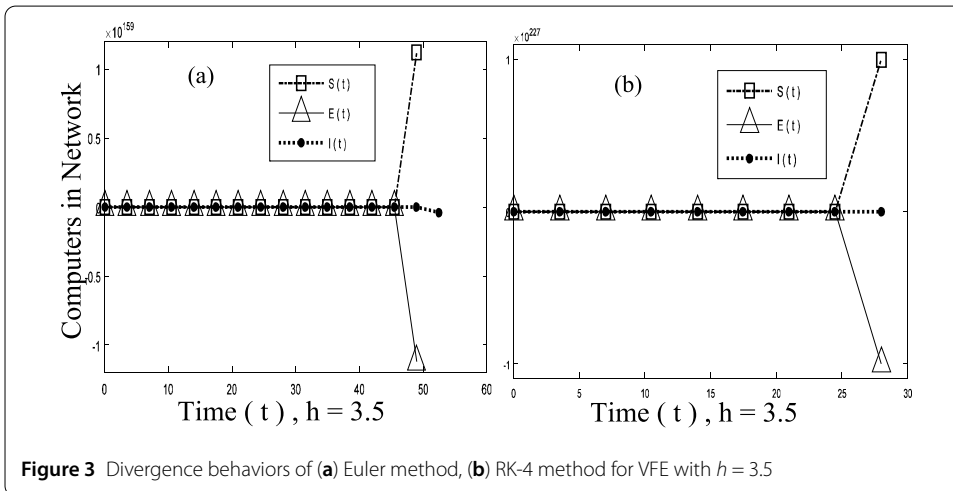 ×10^159
1
0.5
0
-0.5
-1
0 10 20 30 40 50 60
(a)
S(t)
E(t)
I(t)
Computers in Network
Time ( t ) , h = 3.5
×10^227
1
0
-1
0 5 10 15 20 25 30
(b)
S(t)
E(t)
I(t)
Time ( t ) , h = 3.5
Figure 3 Divergence behaviors of (a) Euler method, (b) RK-4 method for VFE with h = 3.5